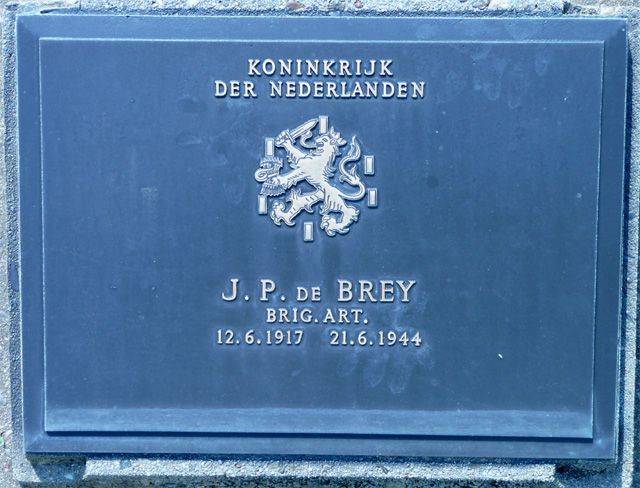 KONINKRIJK
DER NEDERLANDEN
J. P. DE BREY
BRIG. ART.
12.6.1917 21.6.1944